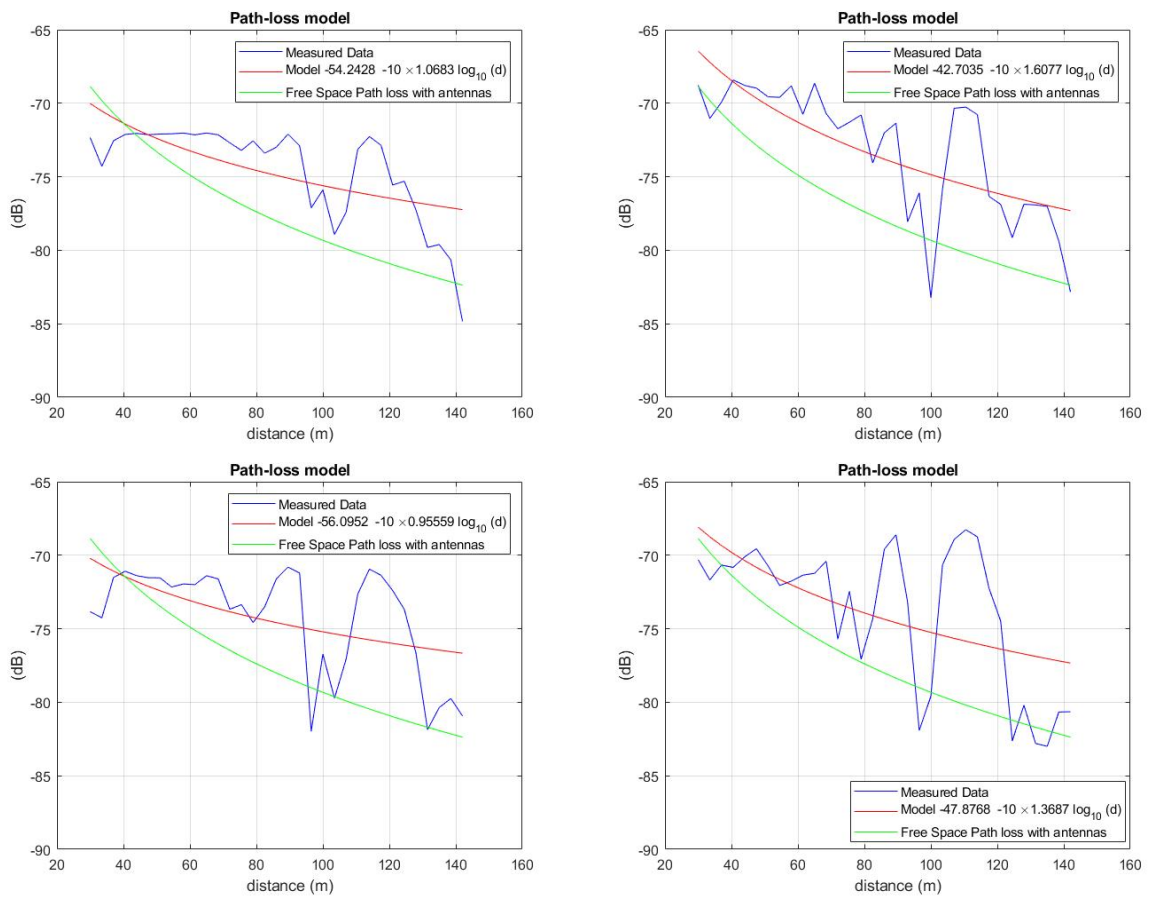 Path-loss model
Measured Data
Model -54.2428 -10 ×1.0683 log10 (d)
Free Space Path loss with antennas
-65
-70
-75
-80
-85
-90
(dB)
20 40 60 80 100 120 140 160
distance (m)
Path-loss model
Measured Data
Model -42.7035 -10 ×1.6077 log10 (d)
Free Space Path loss with antennas
-65
-70
-75
-80
-85
-90
(dB)
20 40 60 80 100 120 140 160
distance (m)
Path-loss model
Measured Data
Model -56.0952 -10 ×0.95559 log10 (d)
Free Space Path loss with antennas
-65
-70
-75
-80
-85
-90
(dB)
20 40 60 80 100 120 140 160
distance (m)
Path-loss model
-65
-70
-75
-80
-85
-90
(dB)
Measured Data
Model -47.8768 -10 ×1.3687 log10 (d)
Free Space Path loss with antennas
20 40 60 80 100 120 140 160
distance (m)